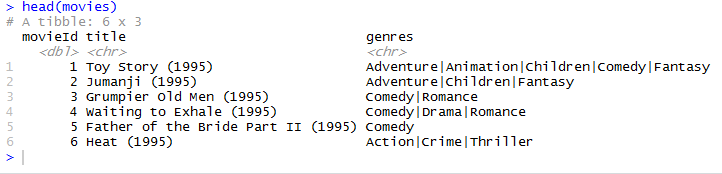 > head(movies)
# A tibble: 6 x 3
  movieId title                              genres
    <dbl> <chr>                              <chr>
1       1 Toy Story (1995)                   Adventure|Animation|Children|Comedy|Fantasy
2       2 Jumanji (1995)                     Adventure|Children|Fantasy
3       3 Grumpier Old Men (1995)            Comedy|Romance
4       4 Waiting to Exhale (1995)           Comedy|Drama|Romance
5       5 Father of the Bride Part II (1995) Comedy
6       6 Heat (1995)                        Action|Crime|Thriller
>